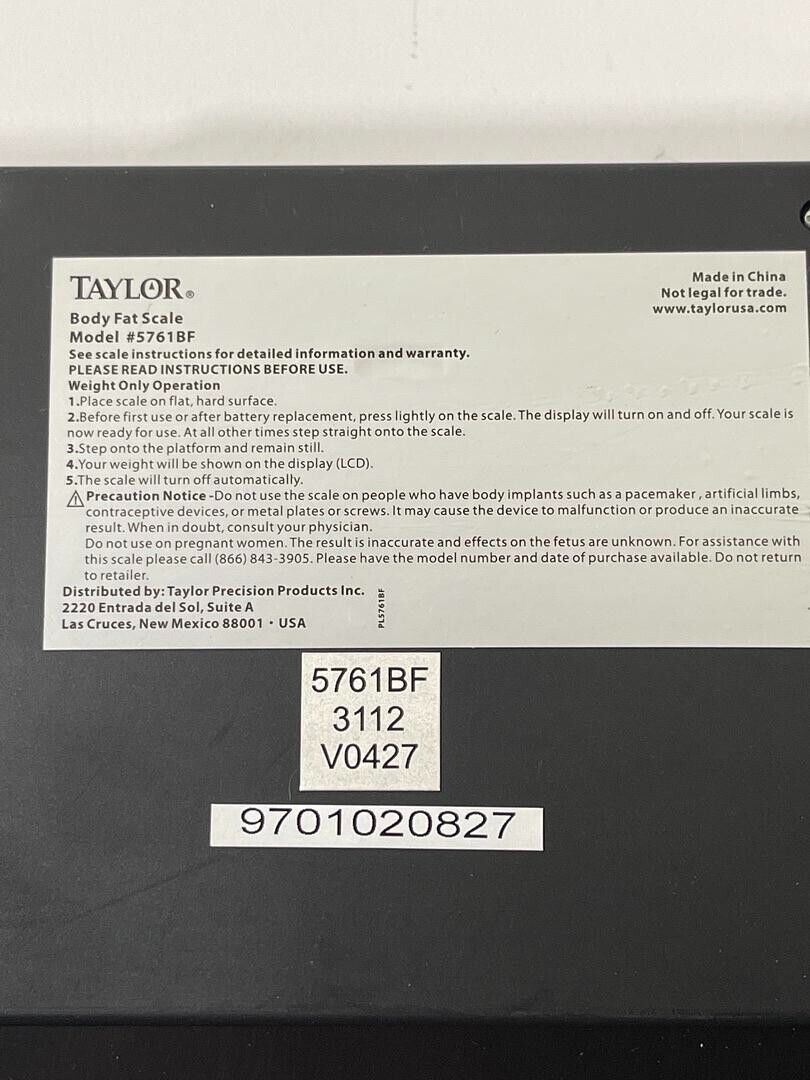 TAYLOR®
Made in China
Not legal for trade.
www.taylorusa.com
Body Fat Scale
Model #5761BF
See scale instructions for detailed information and warranty.
PLEASE READ INSTRUCTIONS BEFORE USE.
Weight Only Operation
1.Place scale on flat, hard surface.
2.Before first use or after battery replacement, press lightly on the scale. The display will turn on and off. Your scale is
now ready for use. At all other times step straight onto the scale.
3.Step onto the platform and remain still.
4.Your weight will be shown on the display (LCD).
5.The scale will turn off automatically.
Precaution Notice -Do not use the scale on people who have body implants such as a pacemaker , artificial limbs,
contraceptive devices, or metal plates or screws. It may cause the device to malfunction or produce an inaccurate
result. When in doubt, consult your physician.
Do not use on pregnant women. The result is inaccurate and effects on the fetus are unknown. For assistance with
this scale please call (866) 843-3905. Please have the model number and date of purchase available. Do not return
to retailer.
Distributed by: Taylor Precision Products Inc.
2220 Entrada del Sol, Suite A
Las Cruces, New Mexico 88001 • USA
PL5761BF
5761BF
3112
V0427
9701020827